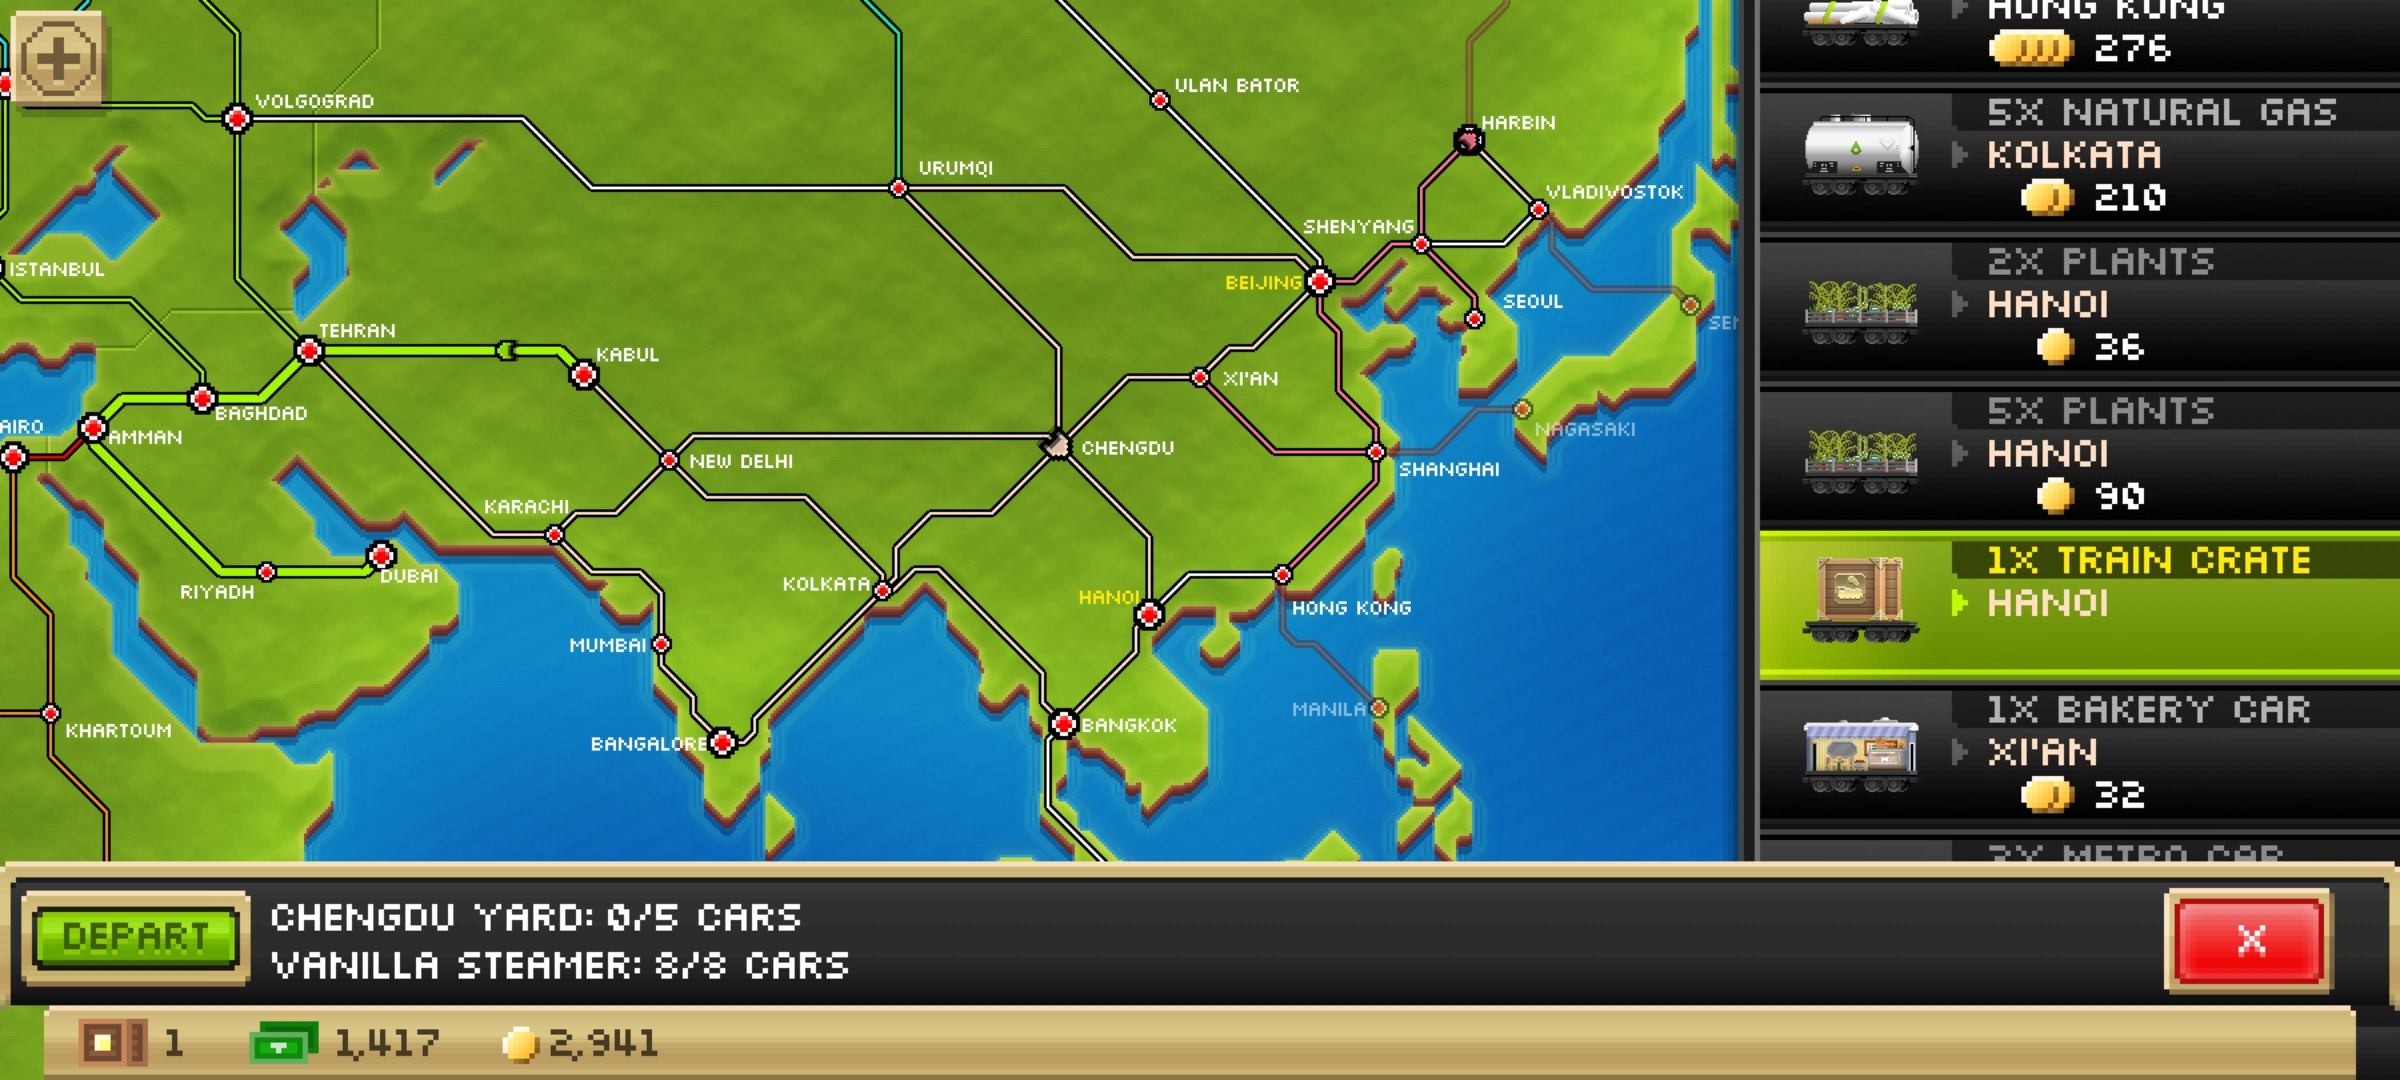 VOLGOGRAD
ULAN BATOR
HARBIN
URUMQI
VLADIVOSTOK
SHENYANG
ISTANBUL
BEIJING
SEOUL
TEHRAN
KABUL
XI'AN
BAGHDAD
AIRO
AMMAN
NAGASAKI
CHENGDU
NEW DELHI
SHANGHAI
KARACHI
DUBAI
RIYADH
KOLKATA
HANOI
HONG KONG
MUMBAI
MANILA
KHARTOUM
BANGKOK
BANGALORE
HONG KONG
276
5X NATURAL GAS
KOLKATA
210
2X PLANTS
HANOI
36
5X PLANTS
HANOI
90
1X TRAIN CRATE
HANOI
1X BAKERY CAR
XI'AN
32
METRO CAR
DEPART
CHENGDU YARD: 0/5 CARS
VANILLA STEAMER: 8/8 CARS
X
1
1,417
2,941